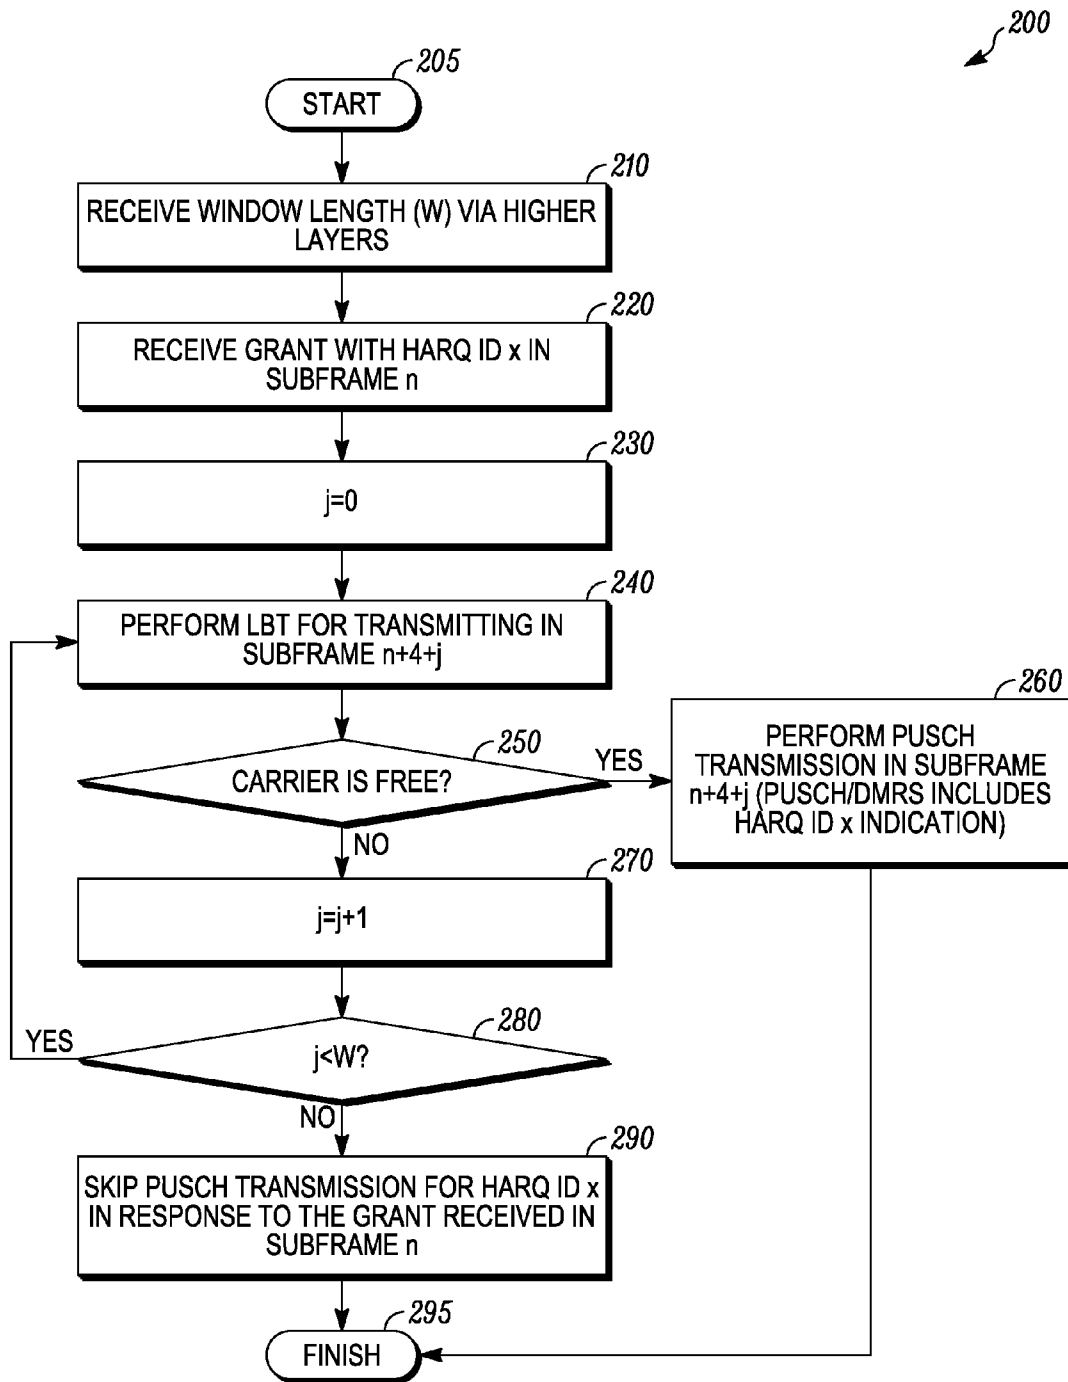 200
205
START
210
RECEIVE WINDOW LENGTH (W) VIA HIGHER
LAYERS
220
RECEIVE GRANT WITH HARQ ID x IN
SUBFRAME n
230
j=0
240
PERFORM LBT FOR TRANSMITTING IN
SUBFRAME n+4+j
250
CARRIER IS FREE?
YES
NO
260
PERFORM PUSCH
TRANSMISSION IN SUBFRAME
n+4+j (PUSCH/DMRS INCLUDES
HARQ ID x INDICATION)
270
j=j+1
280
j<W?
YES
NO
290
SKIP PUSCH TRANSMISSION FOR HARQ ID x
IN RESPONSE TO THE GRANT RECEIVED IN
SUBFRAME n
295
FINISH